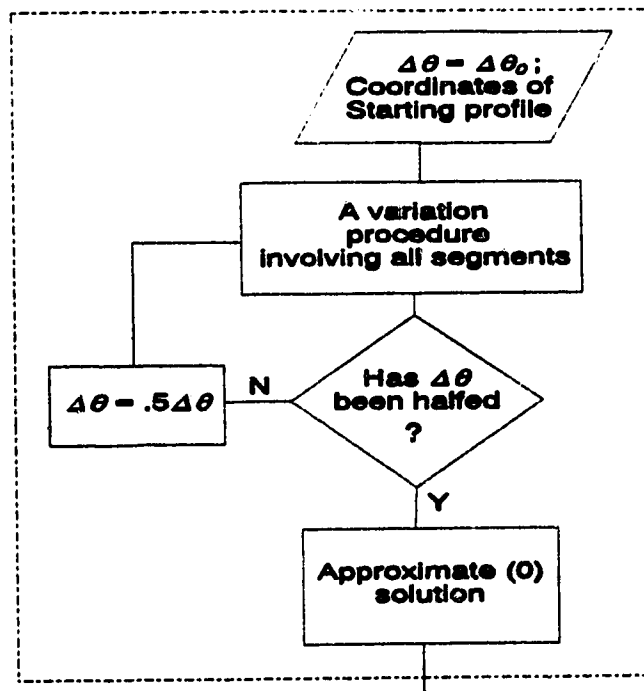 Δθ = Δθ₀;
Coordinates of
Starting profile
A variation
procedure
involving all segments
Has Δθ
been halfed
?
N
Δθ = .5Δθ
Y
Approximate (0)
solution